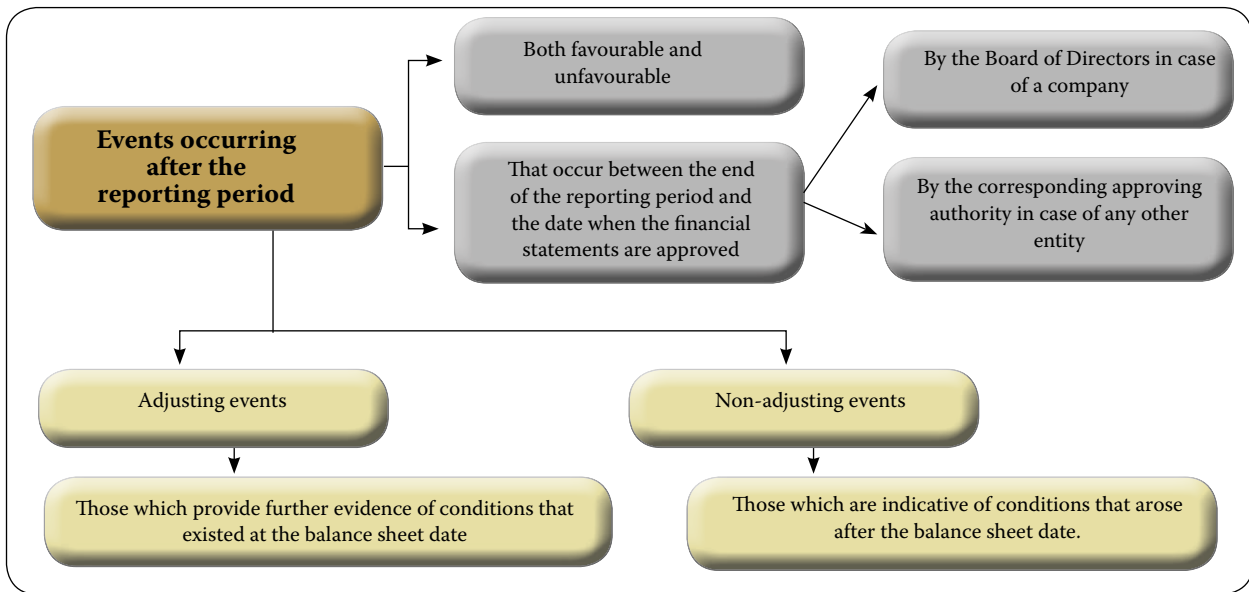 Both favourable and
unfavourable
By the Board of Directors in case
of a company
Events occurring
after the
reporting period
That occur between the end
of the reporting period and
the date when the financial
statements are approved
By the corresponding approving
authority in case of any other
entity
Adjusting events
Non-adjusting events
Those which provide further evidence of conditions that
existed at the balance sheet date
Those which are indicative of conditions that arose
after the balance sheet date.